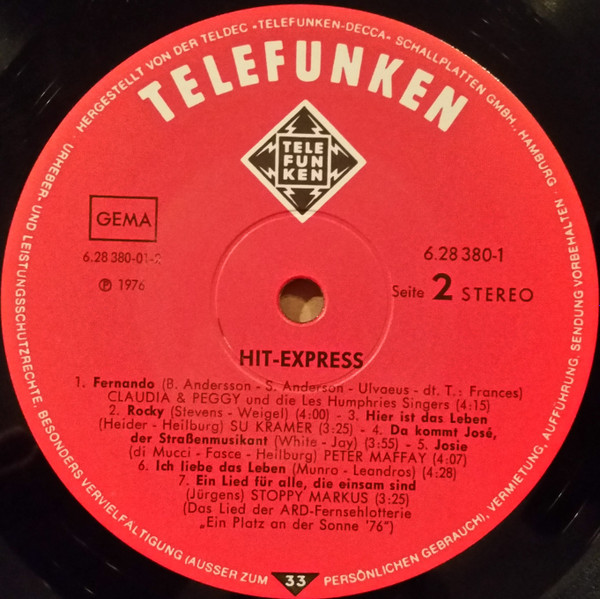 HERGESTELLT VON DER TELDEC »TELEFUNKEN-DECCA« SCHALLPLATTEN GMBH., HAMBURG
URHEBER- UND LEISTUNGSSCHUTZRECHTE, BESONDERS VERVIELFÄLTIGUNG (AUSSER ZUM PERSÖNLICHEN GEBRAUCH), VERMIETUNG, AUFFÜHRUNG, SENDUNG VORBEHALTEN
TELEFUNKEN
TELE
FUN
KEN
GEMA
6.28 380-01-2
℗ 1976
6.28 380-1
Seite 2 STEREO
HIT-EXPRESS
1. Fernando (B. Andersson - S. Anderson - Ulvaeus - dt. T.: Frances)
CLAUDIA & PEGGY und die Les Humphries Singers (4:15)
2. Rocky (Stevens - Weigel) (4:00) - 3. Hier ist das Leben
(Heider - Heilburg) SU KRAMER (3:25) - 4. Da kommt José,
der Straßenmusikant (White - Jay) (3:55) - 5. Josie
(di Mucci - Fasce - Heilburg) PETER MAFFAY (4:07)
6. Ich liebe das Leben (Munro - Leandros) (4:28)
7. Ein Lied für alle, die einsam sind
(Jürgens) STOPPY MARKUS (3:25)
(Das Lied der ARD-Fernsehlotterie
„Ein Platz an der Sonne '76")
33